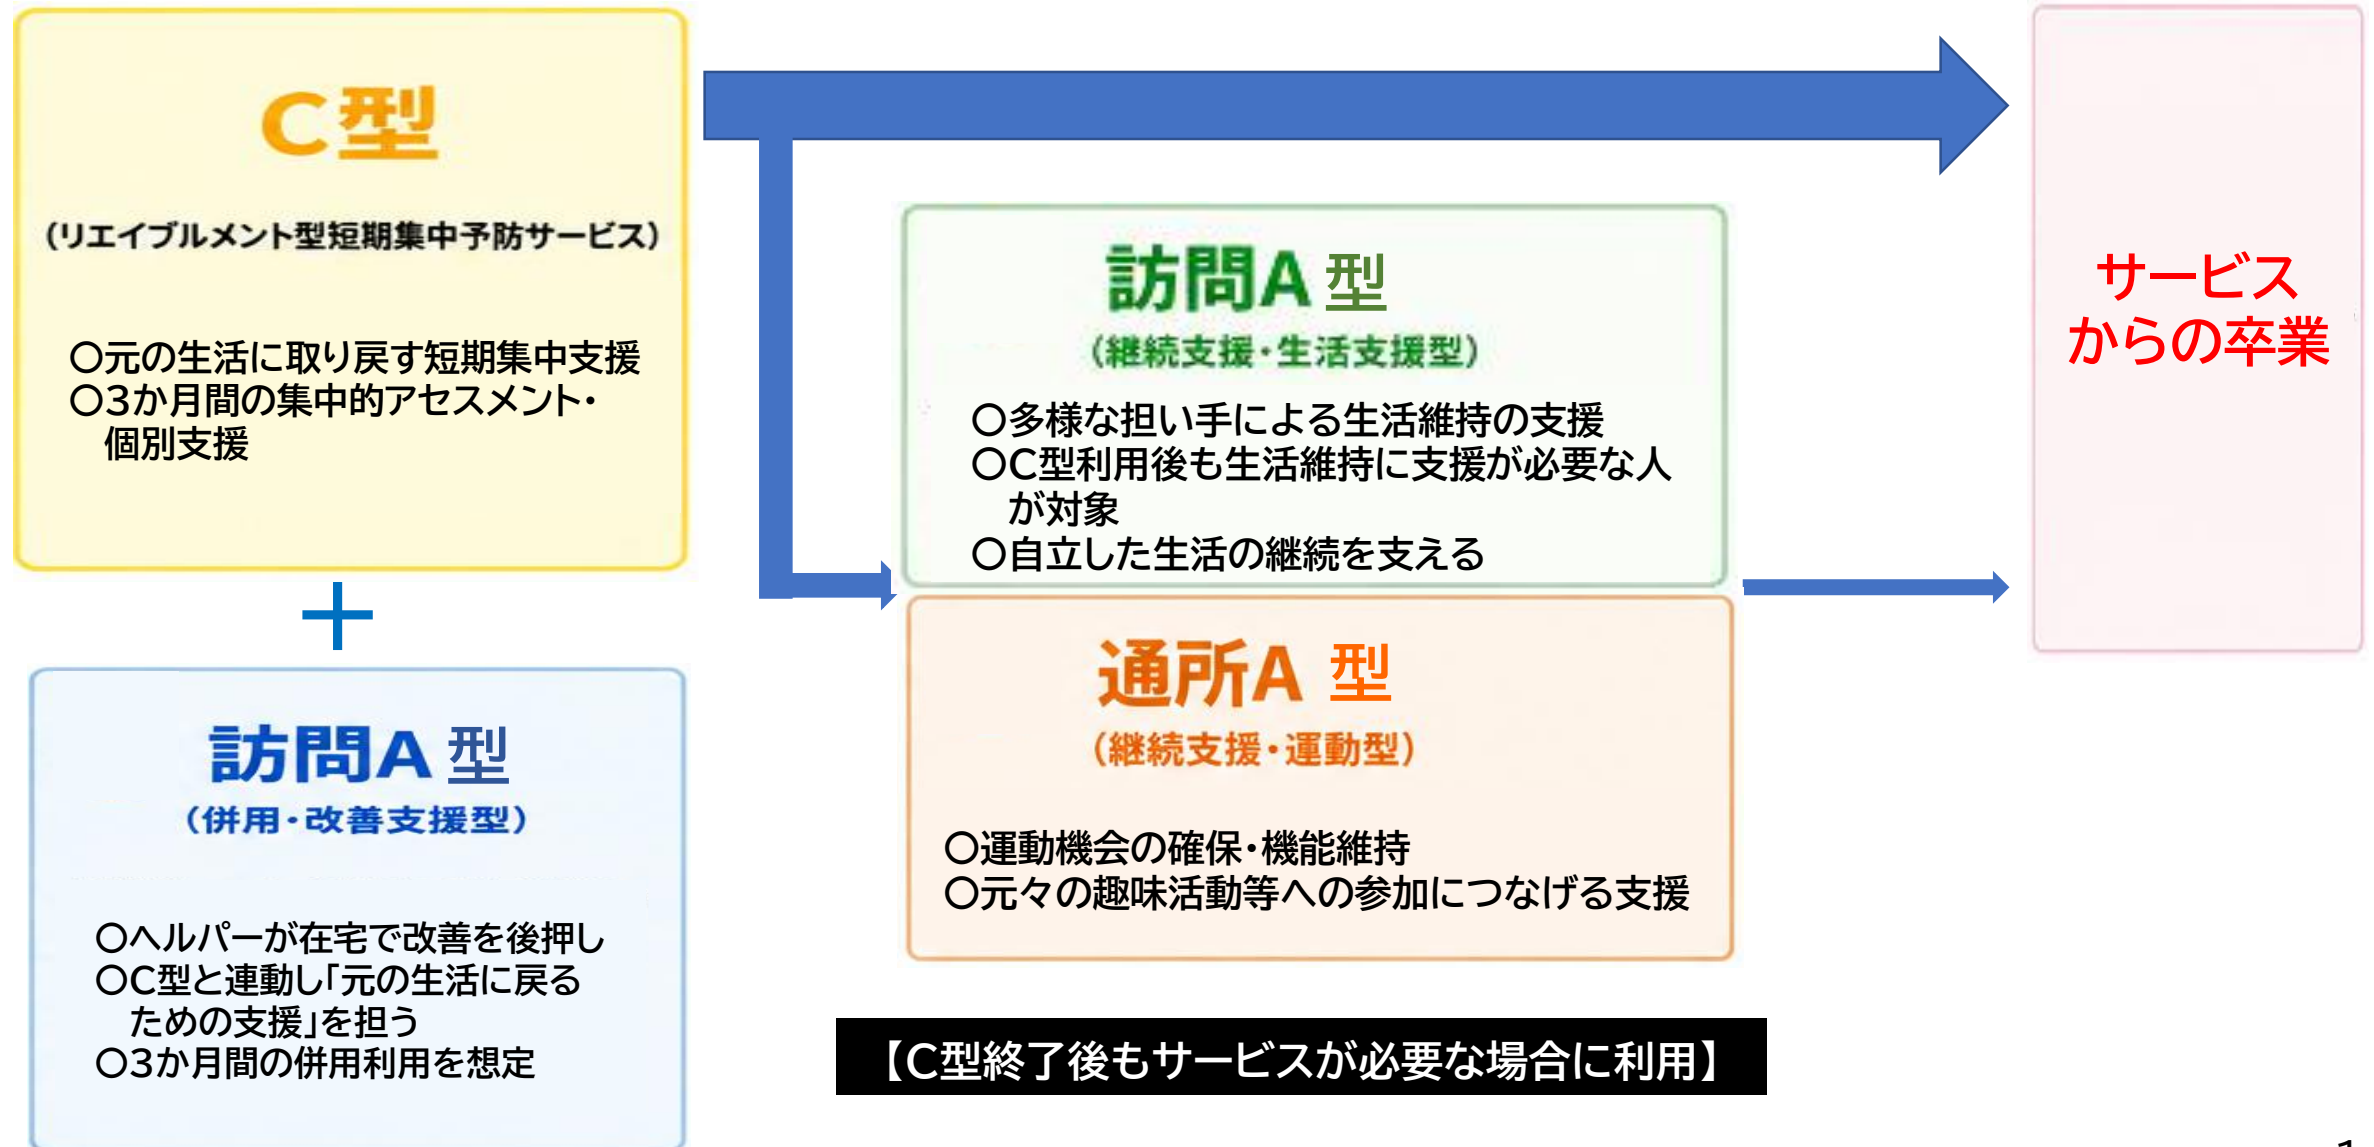 C型
(リエイブルメント型短期集中予防サービス)
〇元の生活に取り戻す短期集中支援
〇3か月間の集中的アセスメント・
個別支援
＋
訪問A型
(併用・改善支援型)
〇ヘルパーが在宅で改善を後押し
〇C型と連動し｢元の生活に戻る
ための支援｣を担う
〇3か月間の併用利用を想定
訪問A型
(継続支援・生活支援型)
〇多様な担い手による生活維持の支援
〇C型利用後も生活維持に支援が必要な人
が対象
〇自立した生活の継続を支える
通所A型
(継続支援・運動型)
〇運動機会の確保・機能維持
〇元々の趣味活動等への参加につなげる支援
【C型終了後もサービスが必要な場合に利用】
サービス
からの卒業